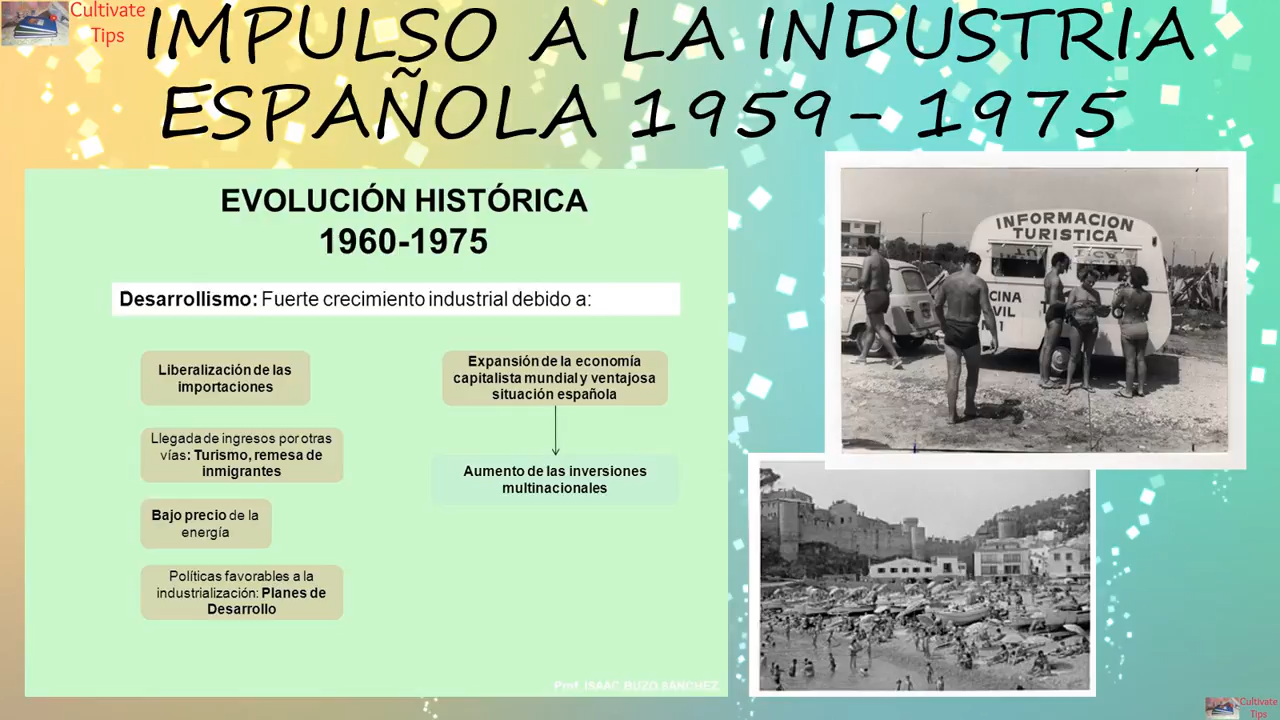 Cultivate
Tips
IMPULSO A LA INDUSTRIA
ESPAÑOLA 1959- 1975
EVOLUCIÓN HISTÓRICA
1960-1975
Desarrollismo: Fuerte crecimiento industrial debido a:
Liberalización de las
importaciones
Llegada de ingresos por otras
vías: Turismo, remesa de
inmigrantes
Bajo precio de la
energía
Políticas favorables a la
industrialización: Planes de
Desarrollo
Expansión de la economía
capitalista mundial y ventajosa
situación española
Aumento de las inversiones
multinacionales
Prof. ISAAC BUZO SÁNCHEZ
INFORMACION
TURISTICA
CINA
VIL
Cultivate
Tips